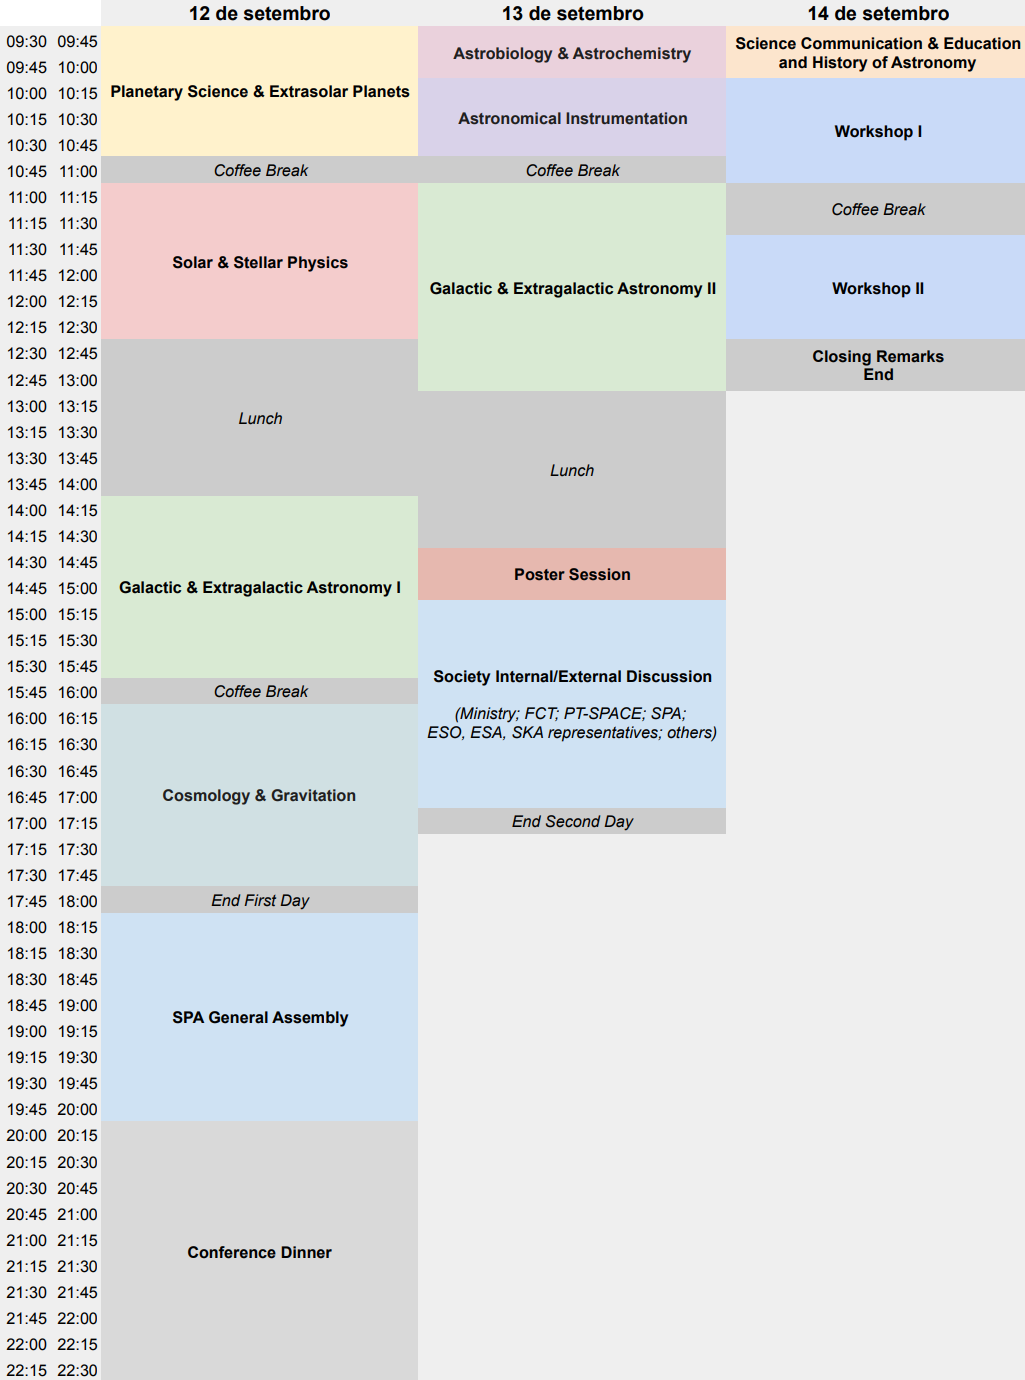 12 de setembro 13 de setembro 14 de setembro
09:30 09:45
Planetary Science & Extrasolar Planets
Astrobiology & Astrochemistry
Science Communication & Education
and History of Astronomy
09:45 10:00
10:00 10:15
Astronomical Instrumentation
Workshop I
10:15 10:30
10:30 10:45
10:45 11:00
Coffee Break
Coffee Break
11:00 11:15
Solar & Stellar Physics
Galactic & Extragalactic Astronomy II
Coffee Break
11:15 11:30
11:30 11:45
Workshop II
11:45 12:00
12:00 12:15
12:15 12:30
12:30 12:45
Lunch
Closing Remarks
End
12:45 13:00
13:00 13:15
Lunch
13:15 13:30
13:30 13:45
13:45 14:00
14:00 14:15
Galactic & Extragalactic Astronomy I
14:15 14:30
14:30 14:45
Poster Session
14:45 15:00
15:00 15:15
Society Internal/External Discussion
(Ministry; FCT; PT-SPACE; SPA;
ESO, ESA, SKA representatives; others)
15:15 15:30
15:30 15:45
15:45 16:00
Coffee Break
16:00 16:15
Cosmology & Gravitation
16:15 16:30
16:30 16:45
16:45 17:00
17:00 17:15
End Second Day
17:15 17:30
17:30 17:45
17:45 18:00
End First Day
18:00 18:15
SPA General Assembly
18:15 18:30
18:30 18:45
18:45 19:00
19:00 19:15
19:15 19:30
19:30 19:45
19:45 20:00
20:00 20:15
Conference Dinner
20:15 20:30
20:30 20:45
20:45 21:00
21:00 21:15
21:15 21:30
21:30 21:45
21:45 22:00
22:00 22:15
22:15 22:30